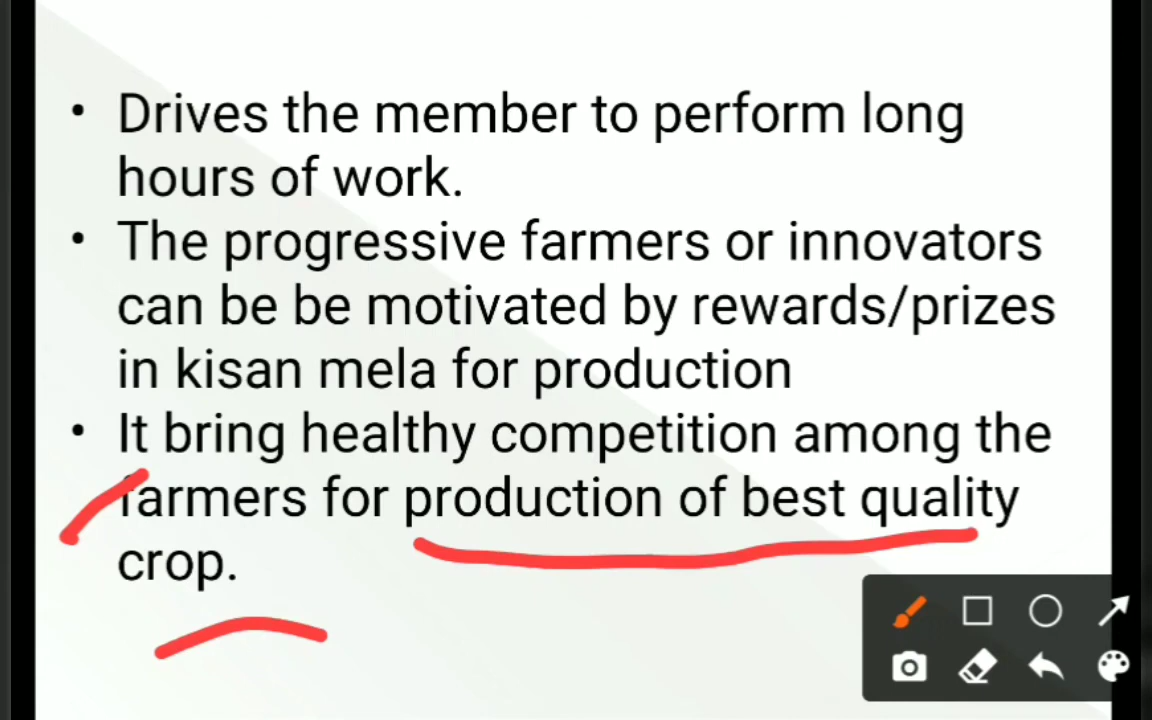 • Drives the member to perform long
hours of work.
• The progressive farmers or innovators
can be be motivated by rewards/prizes
in kisan mela for production
• It bring healthy competition among the
farmers for production of best quality
crop.